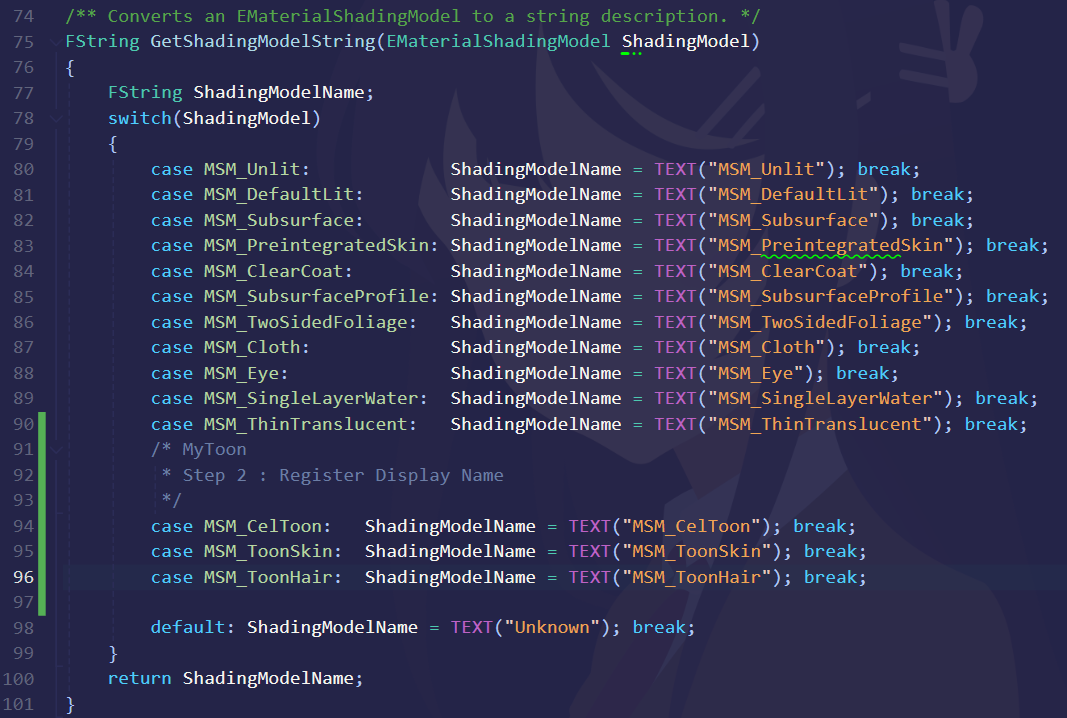 74 /** Converts an EMaterialShadingModel to a string description. */
75 FString GetShadingModelString(EMaterialShadingModel ShadingModel)
76 {
77 FString ShadingModelName;
78 switch(ShadingModel)
79 {
80 case MSM_Unlit: ShadingModelName = TEXT("MSM_Unlit"); break;
81 case MSM_DefaultLit: ShadingModelName = TEXT("MSM_DefaultLit"); break;
82 case MSM_Subsurface: ShadingModelName = TEXT("MSM_Subsurface"); break;
83 case MSM_PreintegratedSkin: ShadingModelName = TEXT("MSM_PreintegratedSkin"); break;
84 case MSM_ClearCoat: ShadingModelName = TEXT("MSM_ClearCoat"); break;
85 case MSM_SubsurfaceProfile: ShadingModelName = TEXT("MSM_SubsurfaceProfile"); break;
86 case MSM_TwoSidedFoliage: ShadingModelName = TEXT("MSM_TwoSidedFoliage"); break;
87 case MSM_Cloth: ShadingModelName = TEXT("MSM_Cloth"); break;
88 case MSM_Eye: ShadingModelName = TEXT("MSM_Eye"); break;
89 case MSM_SingleLayerWater: ShadingModelName = TEXT("MSM_SingleLayerWater"); break;
90 case MSM_ThinTranslucent: ShadingModelName = TEXT("MSM_ThinTranslucent"); break;
91 /* MyToon
92 * Step 2 : Register Display Name
93 */
94 case MSM_CelToon: ShadingModelName = TEXT("MSM_CelToon"); break;
95 case MSM_ToonSkin: ShadingModelName = TEXT("MSM_ToonSkin"); break;
96 case MSM_ToonHair: ShadingModelName = TEXT("MSM_ToonHair"); break;
97
98 default: ShadingModelName = TEXT("Unknown"); break;
99 }
100 return ShadingModelName;
101 }